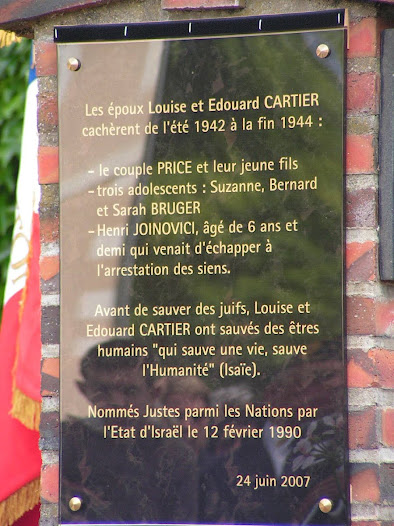 Les époux Louise et Edouard CARTIER
cachèrent de l'été 1942 à la fin 1944 :
- le couple PRICE et leur jeune fils
- trois adolescents : Suzanne, Bernard
et Sarah BRUGER
- Henri JOINOVICI, âgé de 6 ans et
demi qui venait d'échapper à
l'arrestation des siens.
Avant de sauver des juifs, Louise et
Edouard CARTIER ont sauvés des êtres
humains "qui sauve une vie, sauve
l'Humanité" (Isaïe).
Nommés Justes parmi les Nations par
l'Etat d'Israël le 12 février 1990
24 juin 2007